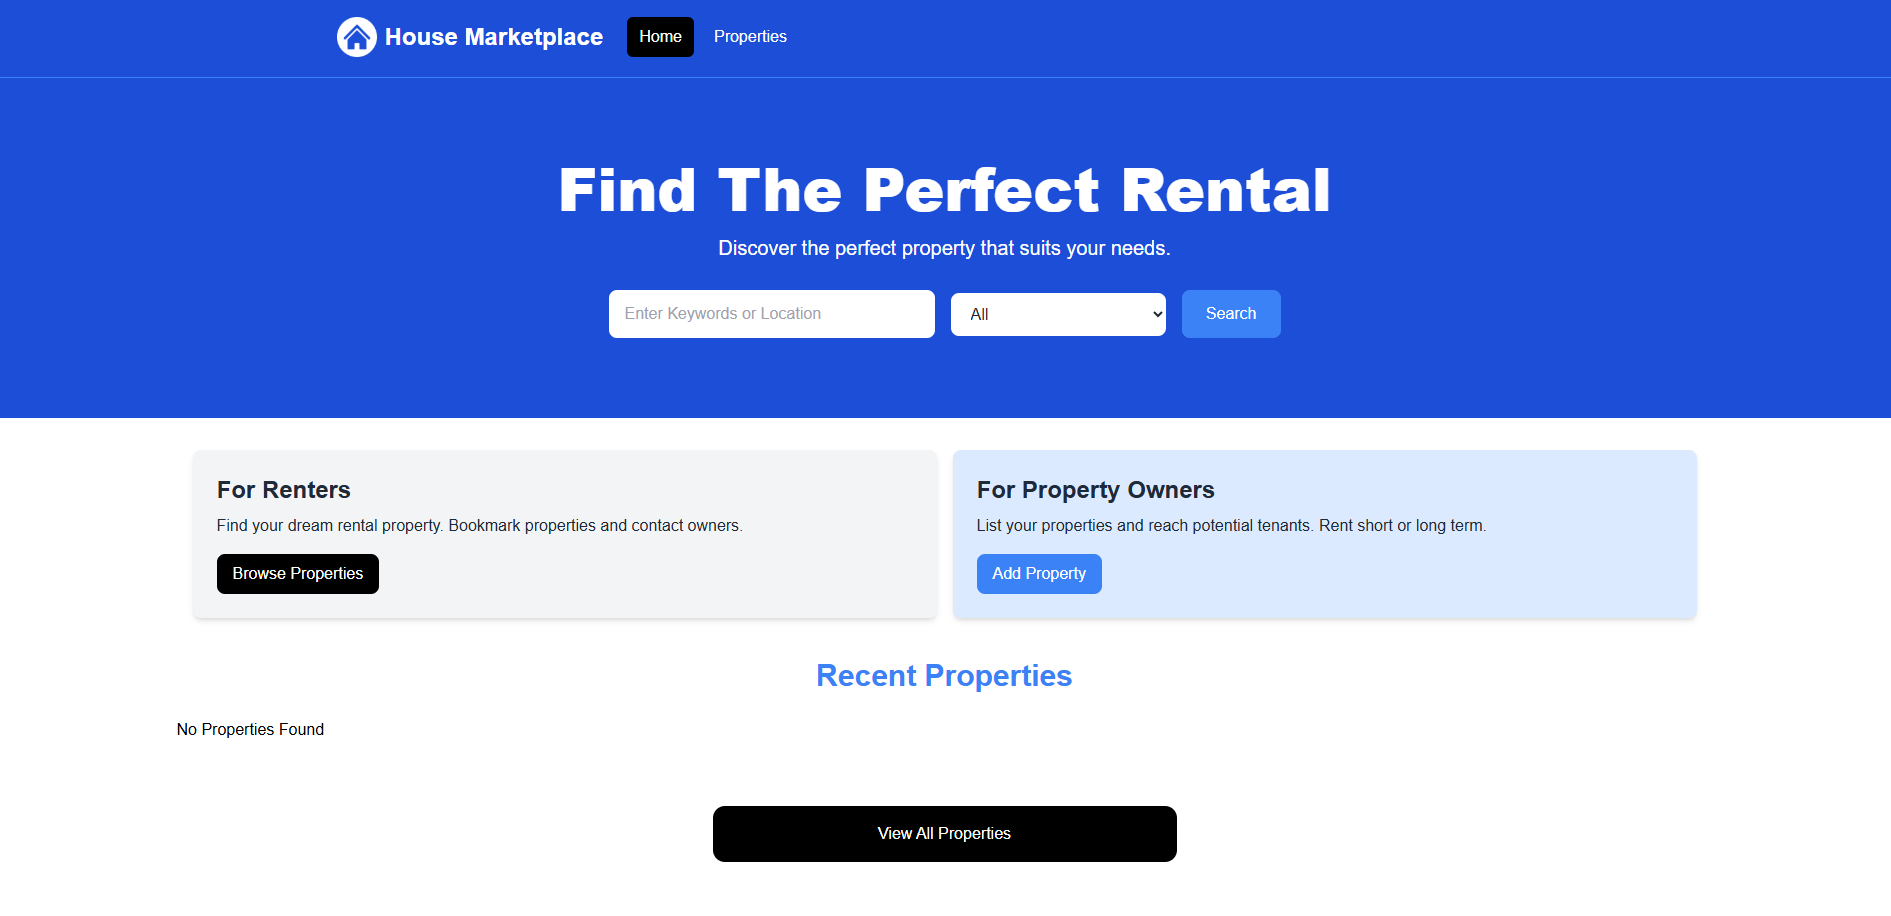 House Marketplace
Home
Properties
Find The Perfect Rental
Discover the perfect property that suits your needs.
Enter Keywords or Location
All
Search
For Renters
Find your dream rental property. Bookmark properties and contact owners.
Browse Properties
For Property Owners
List your properties and reach potential tenants. Rent short or long term.
Add Property
Recent Properties
No Properties Found
View All Properties